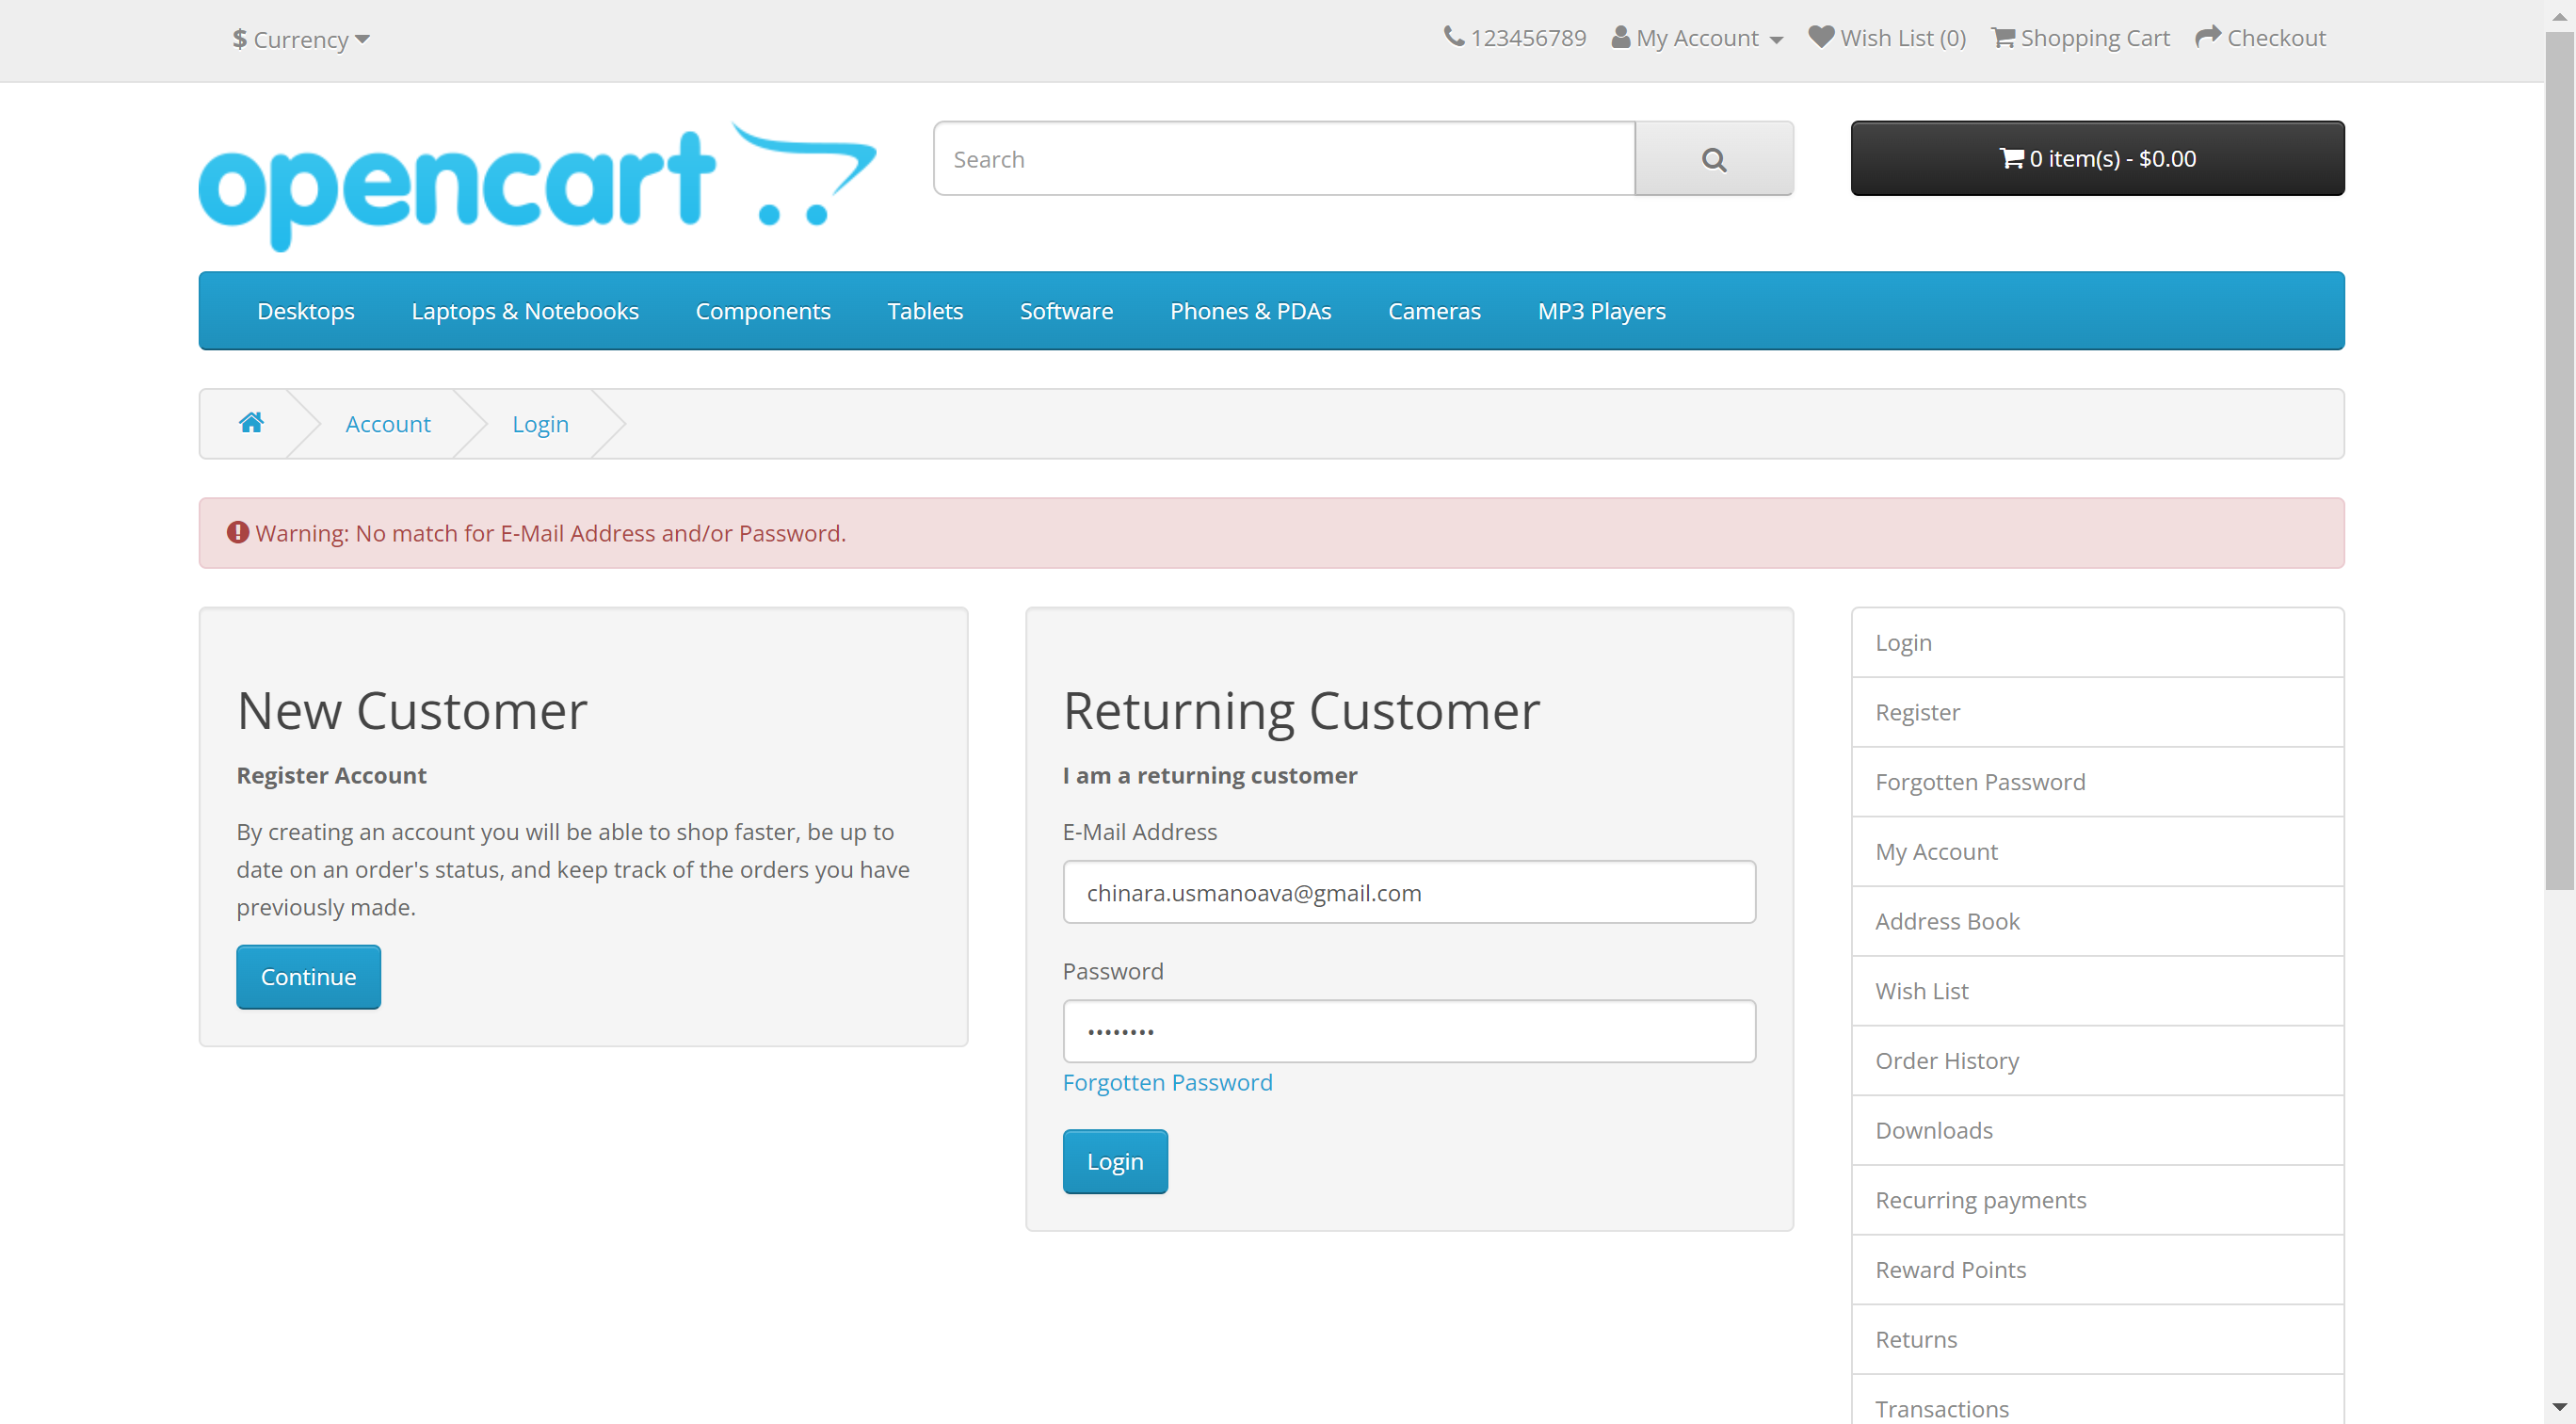 $ Currency
123456789 My Account Wish List (0) Shopping Cart Checkout
opencart
Search
0 item(s) - $0.00
Desktops Laptops & Notebooks Components Tablets Software Phones & PDAs Cameras MP3 Players
Account Login
Warning: No match for E-Mail Address and/or Password.
New Customer
Register Account
By creating an account you will be able to shop faster, be up to
date on an order's status, and keep track of the orders you have
previously made.
Continue
Returning Customer
I am a returning customer
E-Mail Address
chinara.usmanoava@gmail.com
Password
••••••••
Forgotten Password
Login
Login
Register
Forgotten Password
My Account
Address Book
Wish List
Order History
Downloads
Recurring payments
Reward Points
Returns
Transactions